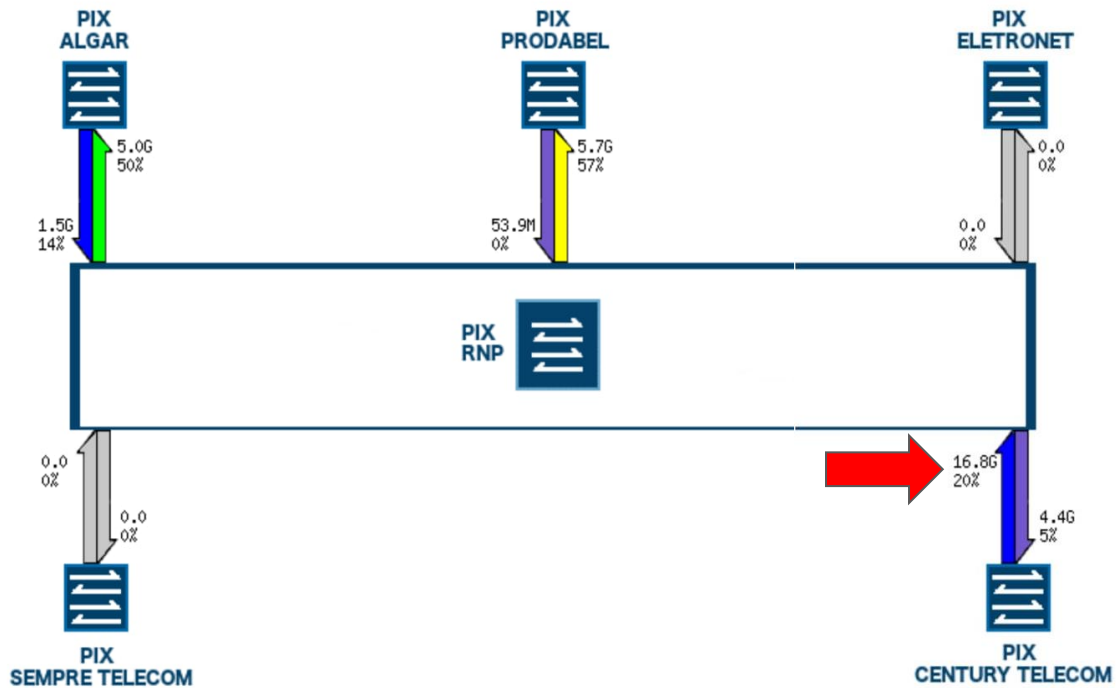 PIX
ALGAR
PIX
PRODABEL
PIX
ELETRONET
5.0G
50%
5.7G
57%
0.0
0%
1.5G
14%
53.9M
0%
0.0
0%
PIX
RNP
0.0
0%
16.8G
20%
0.0
0%
4.4G
5%
PIX
SEMPRE TELECOM
PIX
CENTURY TELECOM